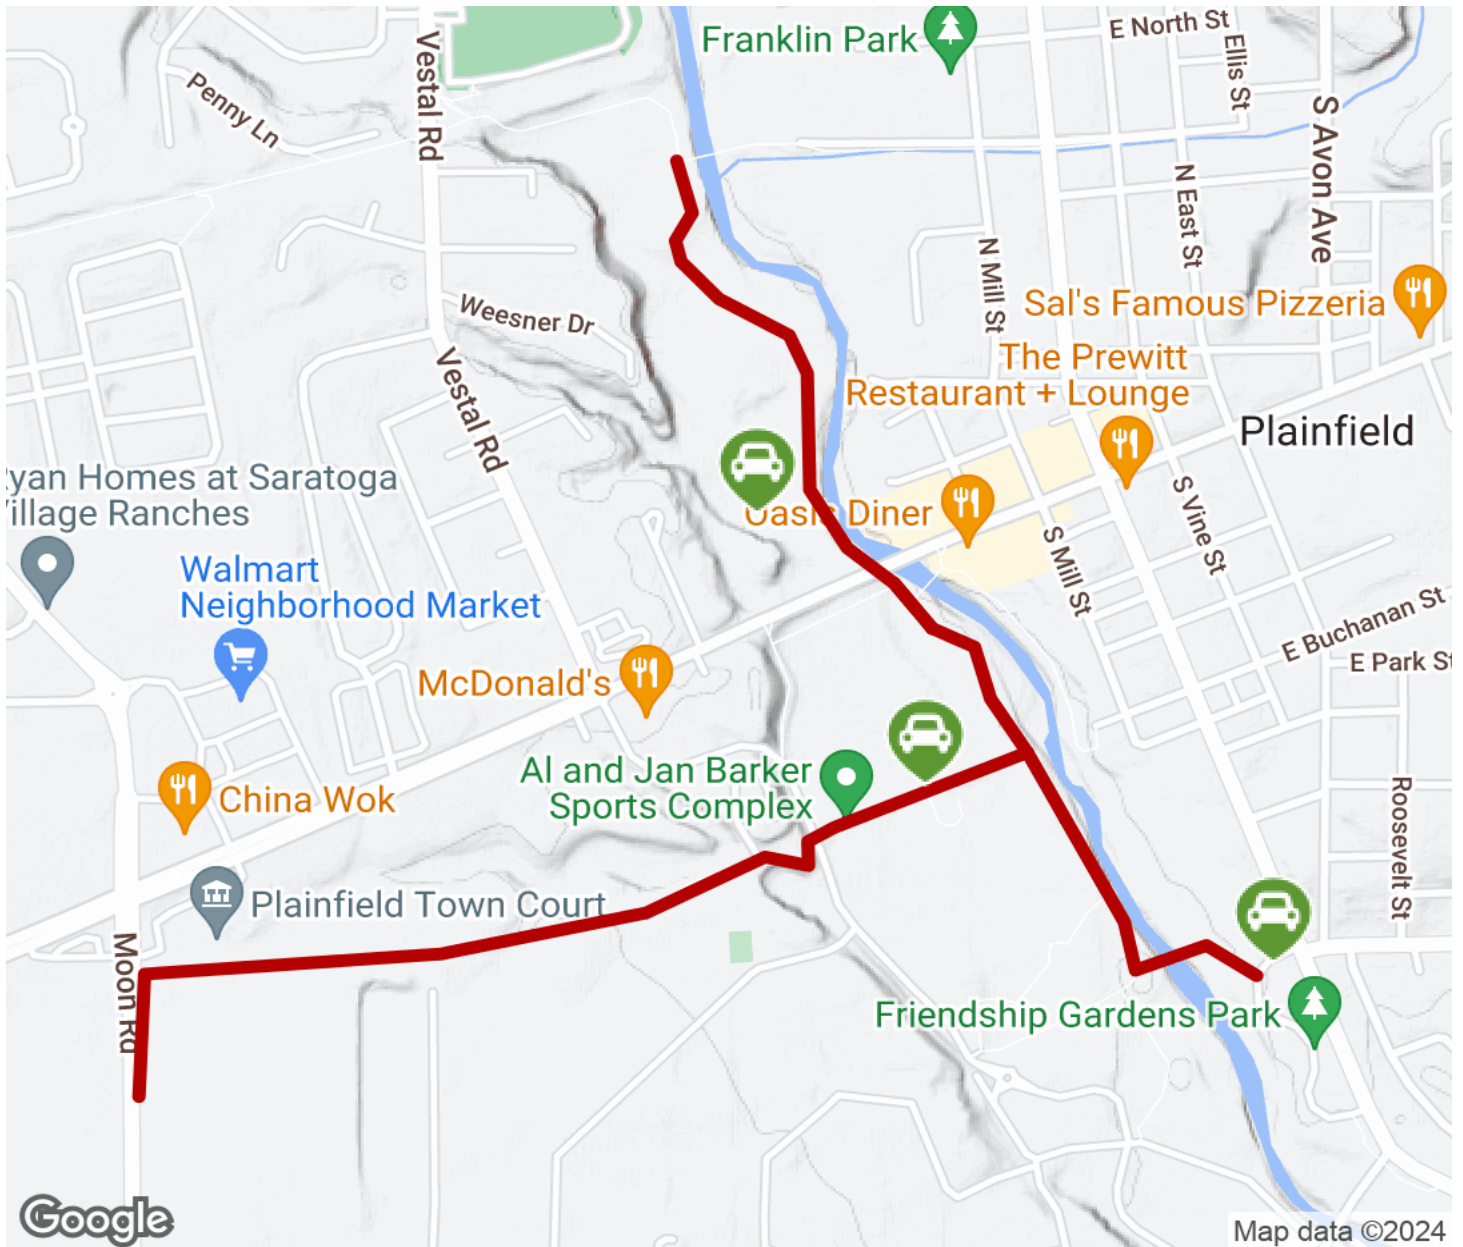 Franklin Park
E North St
Ellis St
Vestal Rd
Penny Ln
S Avon Ave
N East St
N Mill St
Weesner Dr
Sal's Famous Pizzeria
The Prewitt
Restaurant + Lounge
Vestal Rd
Plainfield
yan Homes at Saratoga
illage Ranches
Oasis Diner
S Vine St
S Mill St
Walmart
Neighborhood Market
E Buchanan St
E Park St
McDonald's
Al and Jan Barker
Sports Complex
China Wok
Roosevelt St
Plainfield Town Court
Moon Rd
Friendship Gardens Park
Google
Map data ©2024